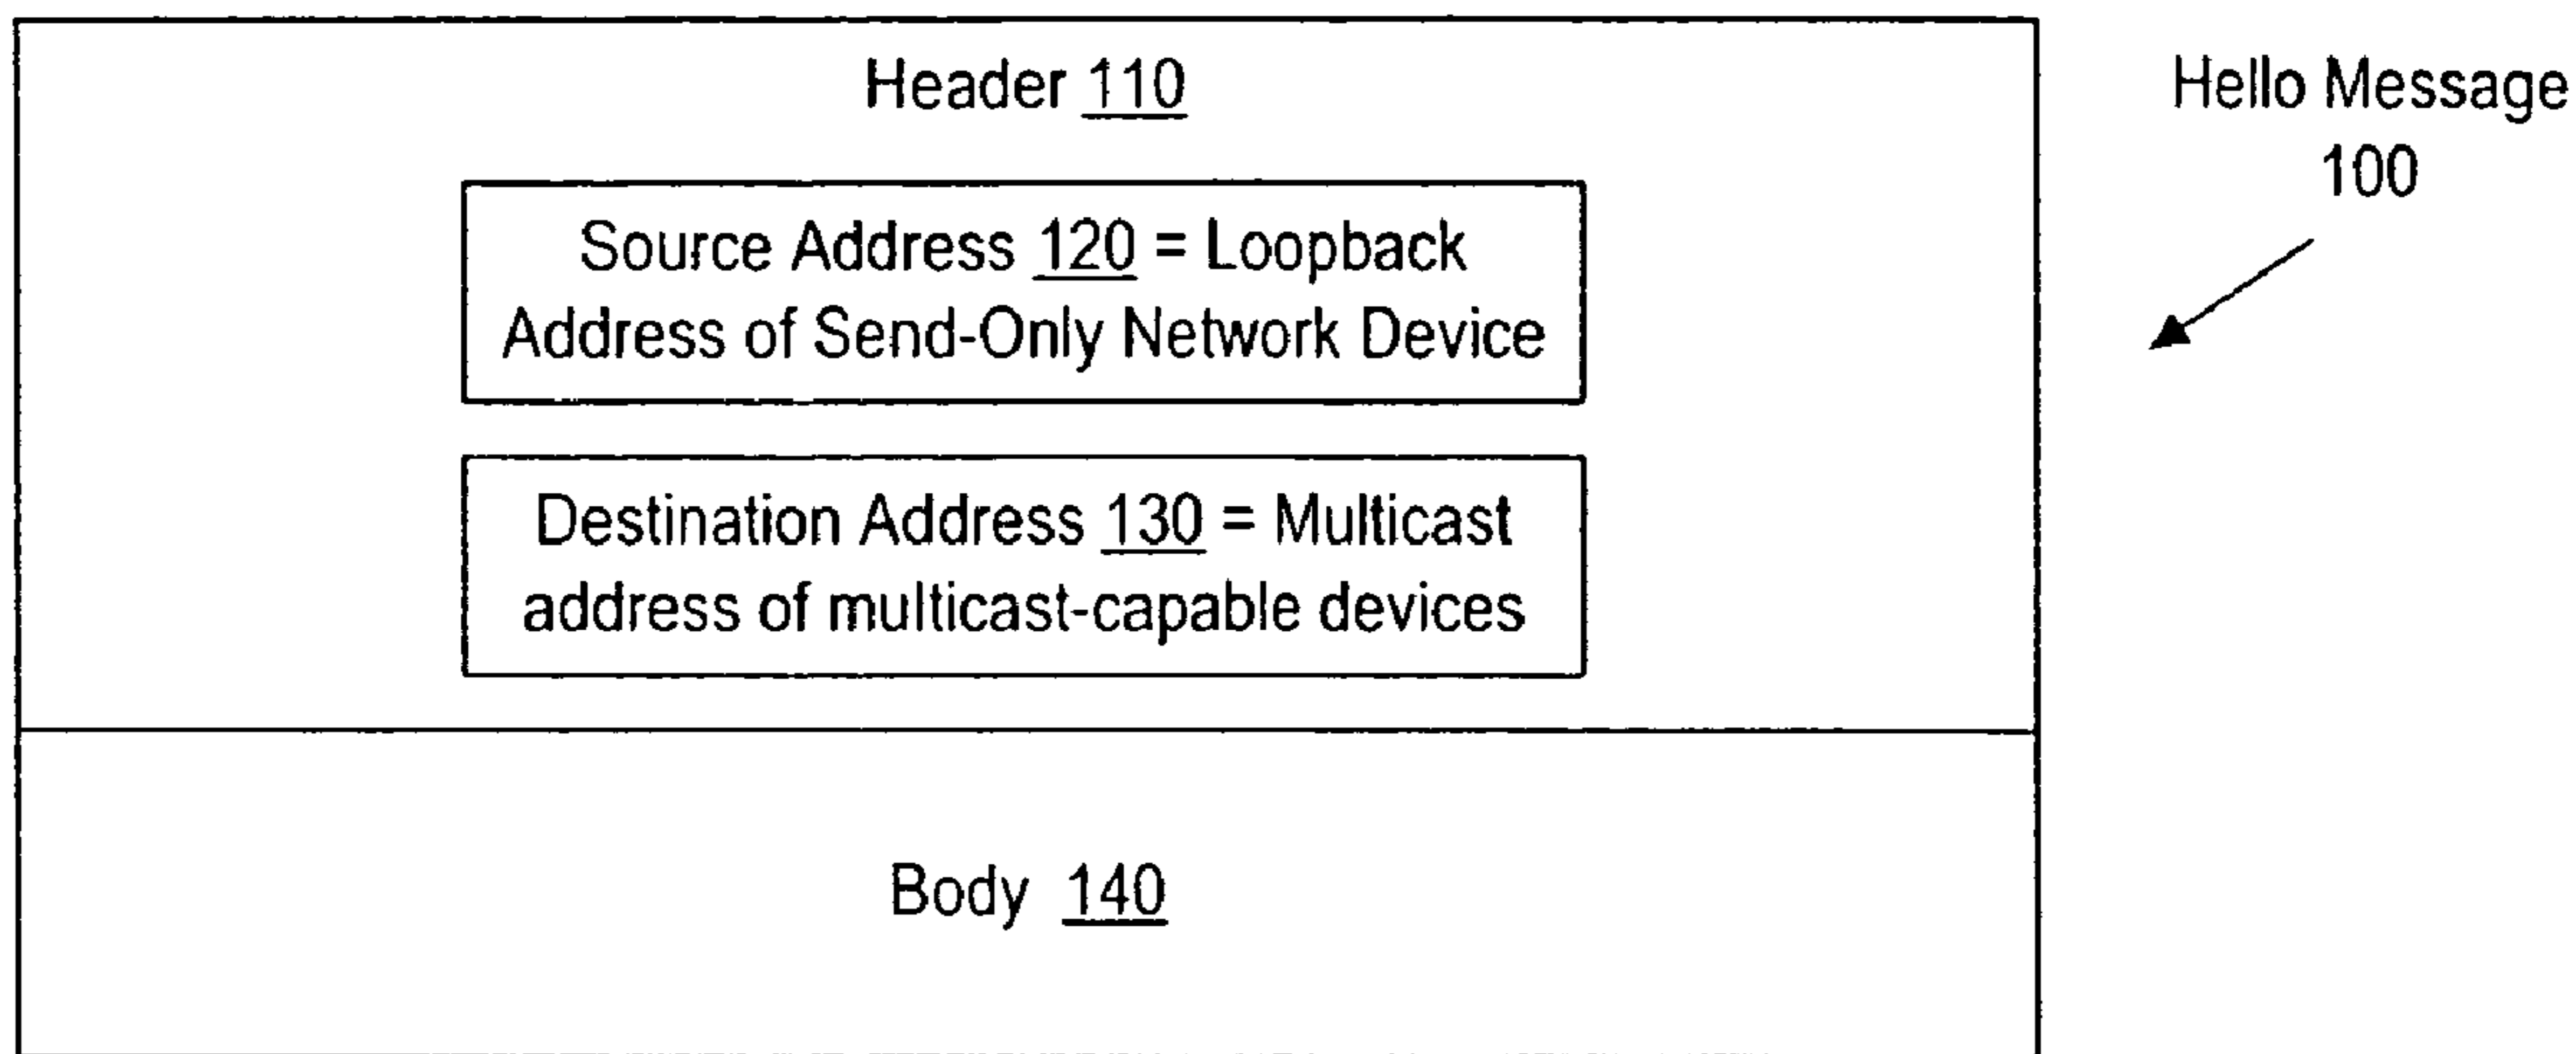 Header 110
Hello Message
100
Source Address 120 = Loopback
Address of Send-Only Network Device
Destination Address 130 = Multicast
address of multicast-capable devices
Body 140